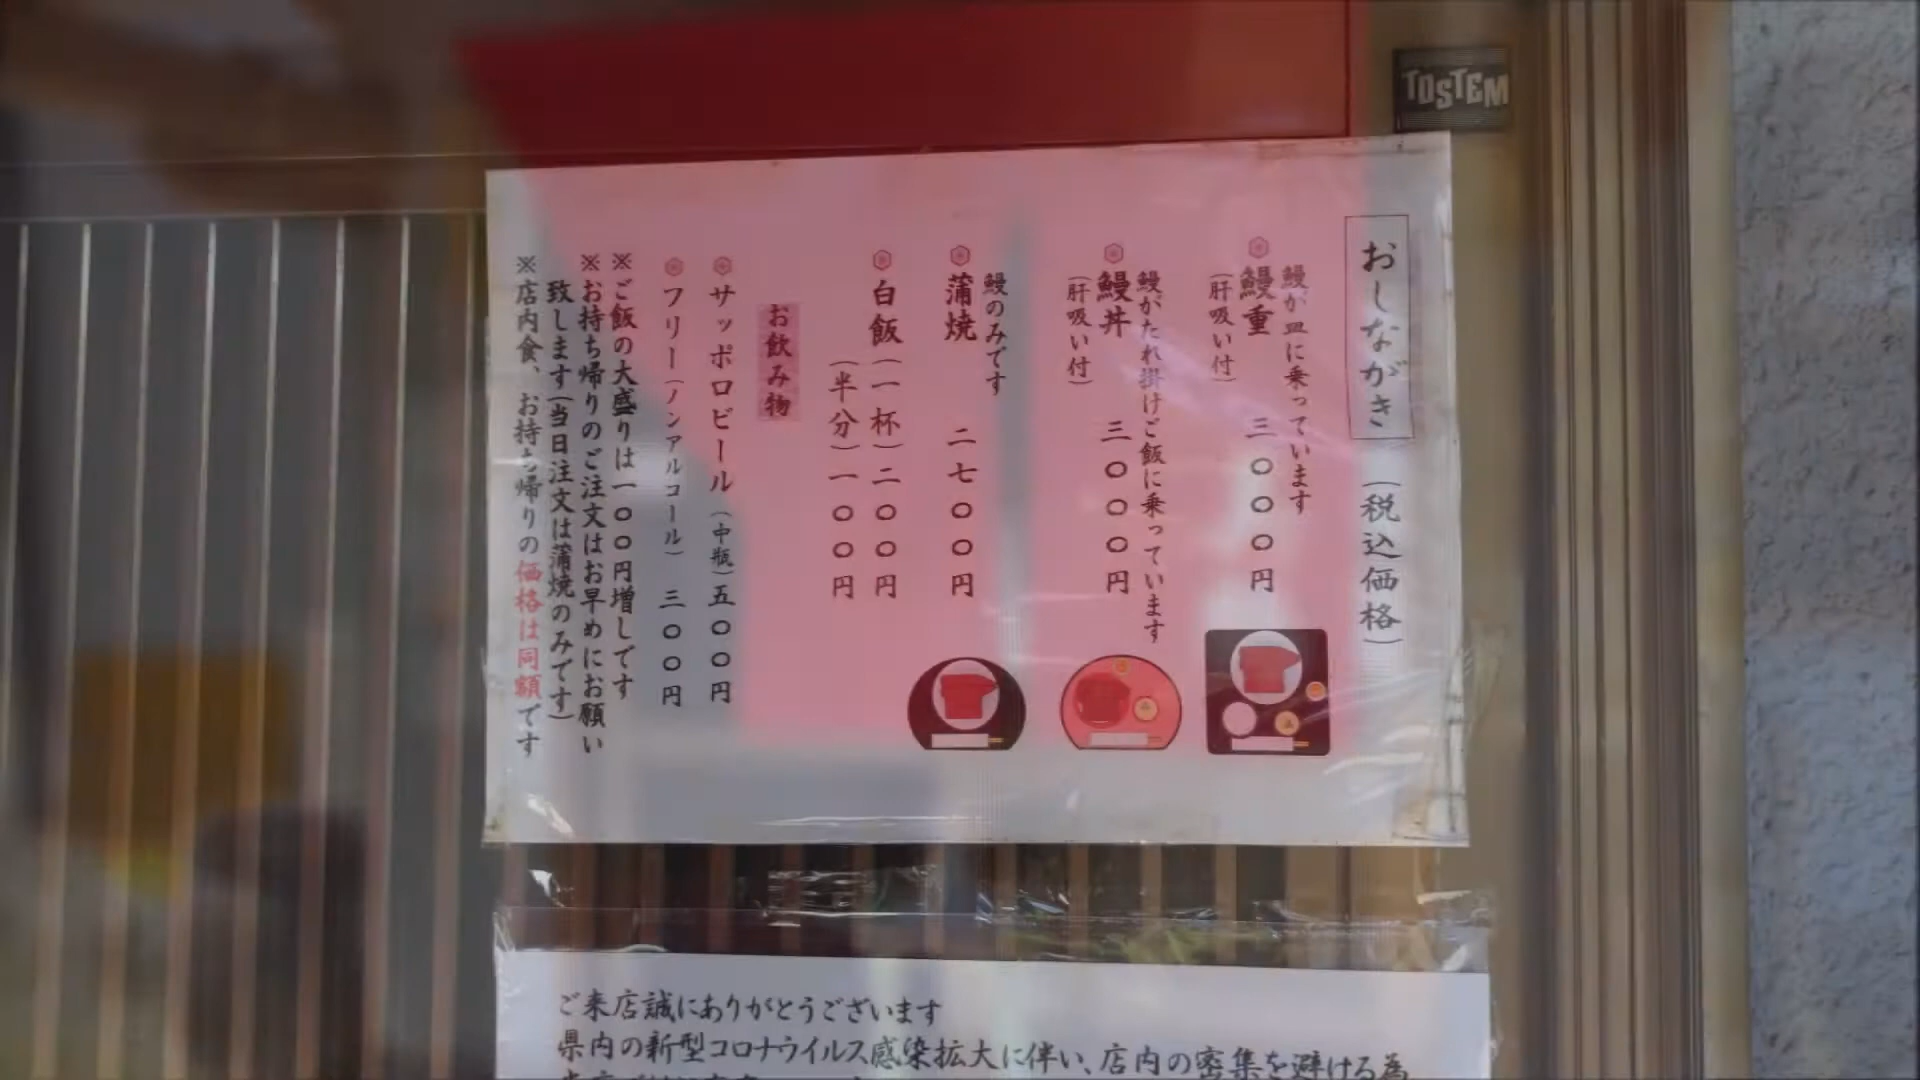 TOSTEM
おしながき(税込価格)
鰻が皿に乗っています
鰻重 三〇〇〇円
(肝吸い付)
鰻がたれ掛けご飯に乗っています
鰻丼 三〇〇〇円
(肝吸い付)
鰻のみです
蒲焼 二七〇〇円
白飯(一杯)二〇〇円
(半分)一〇〇円
お飲み物
サッポロビール(中瓶)五〇〇円
フリー(ノンアルコール) 三〇〇円
※ご飯の大盛りは一〇〇円増しです
※お持ち帰りのご注文はお早めにお願い
致します(当日注文は蒲焼のみです)
※店内食、お持ち帰りの価格は同額です
ご来店誠にありがとうございます
県内の新型コロナウイルス感染拡大に伴い、店内の密集を避ける為